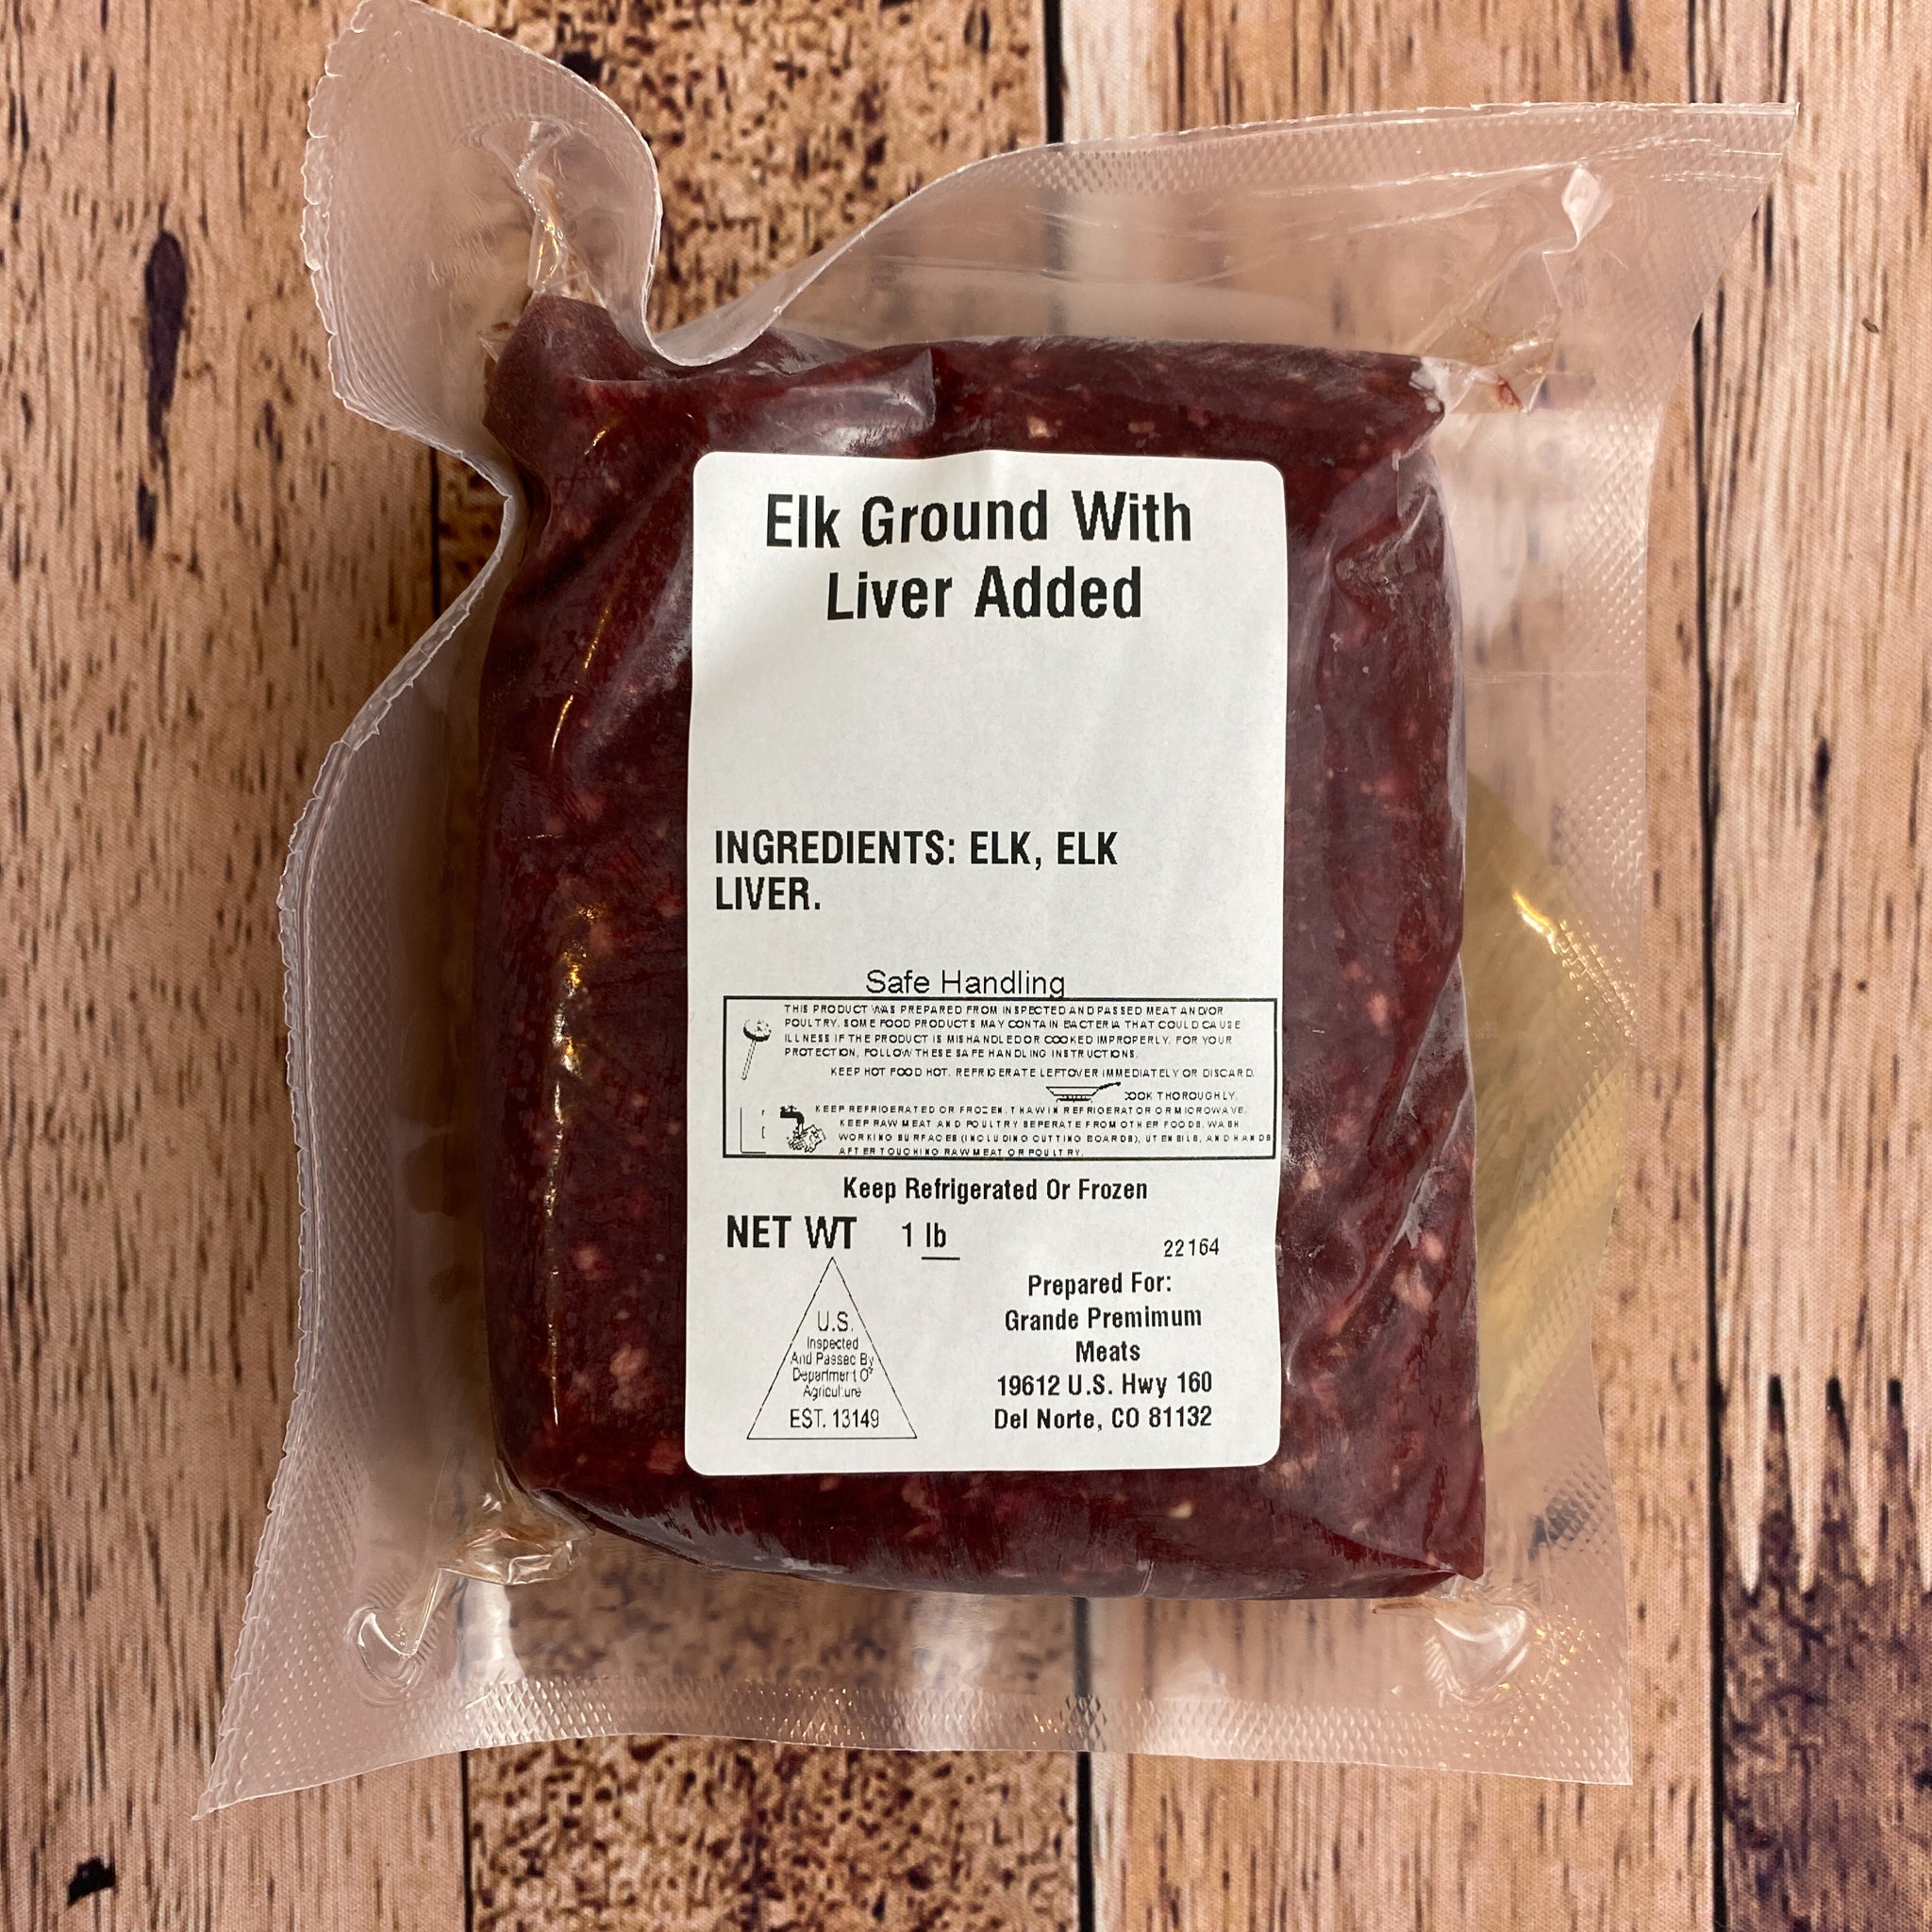 Elk Ground With
Liver Added
INGREDIENTS: ELK, ELK
LIVER.
Safe Handling
THIS PRODUCT WAS PREPARED FROM INSPECTED AND PASSED MEAT AND/OR
POULTRY. SOME FOOD PRODUCTS MAY CONTAIN BACTERIA THAT COULD CAUSE
ILLNESS IF THE PRODUCT IS MISHANDLED OR COOKED IMPROPERLY. FOR YOUR
PROTECTION, FOLLOW THESE SAFE HANDLING INSTRUCTIONS.
KEEP HOT FOOD HOT. REFRIGERATE LEFTOVER IMMEDIATELY OR DISCARD.
OOK THOROUGHLY.
KEEP REFRIGERATED OR FROZEN. THAW IN REFRIGERATOR OR MICROWAVE.
KEEP RAW MEAT AND POULTRY SEPERATE FROM OTHER FOODS. WASH
WORKING SURFACES (INCLUDING CUTTING BOARDS), UTENSILS, AND HANDS
AFTER TOUCHING RAW MEAT OR POULTRY.
Keep Refrigerated Or Frozen
NET WT 1 lb
22164
U.S.
Inspected
And Passed By
Department Of
Agriculture
EST. 13149
Prepared For:
Grande Premimum
Meats
19612 U.S. Hwy 160
Del Norte, CO 81132